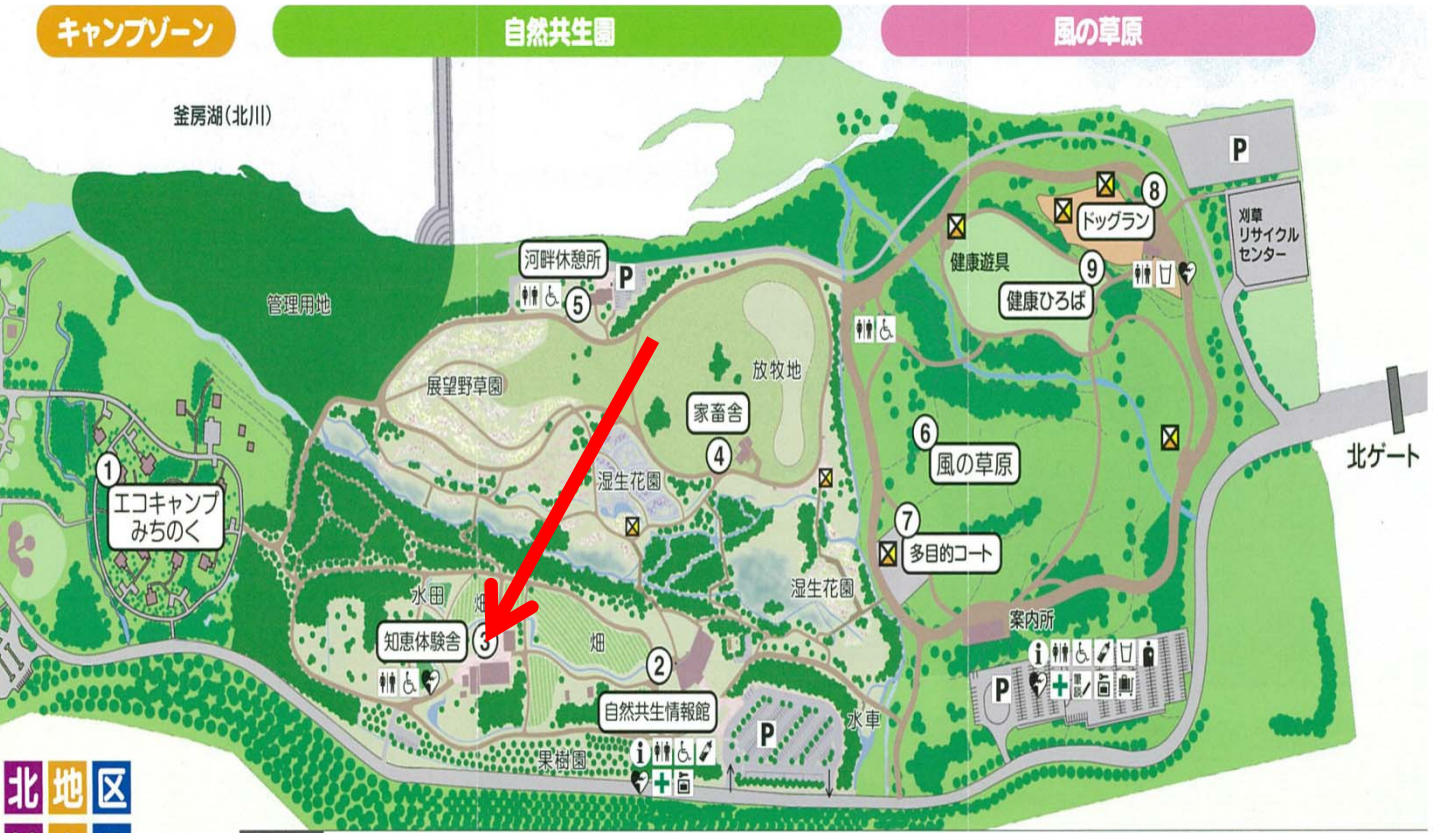 キャンプゾーン
自然共生園
風の草原
釜房湖(北川)
P
刈草
リサイクル
センター
8
ドッグラン
健康遊具
9
健康ひろば
河畔休憩所
P
5
管理用地
展望野草園
放牧地
家畜舎
4
6
風の草原
北ゲート
1
エコキャンプ
みちのく
湿生花園
7
多目的コート
湿生花園
水田
畑
知恵体験舎
3
畑
2
案内所
i
P
自然共生情報館
i
P
水車
果樹園
北地区